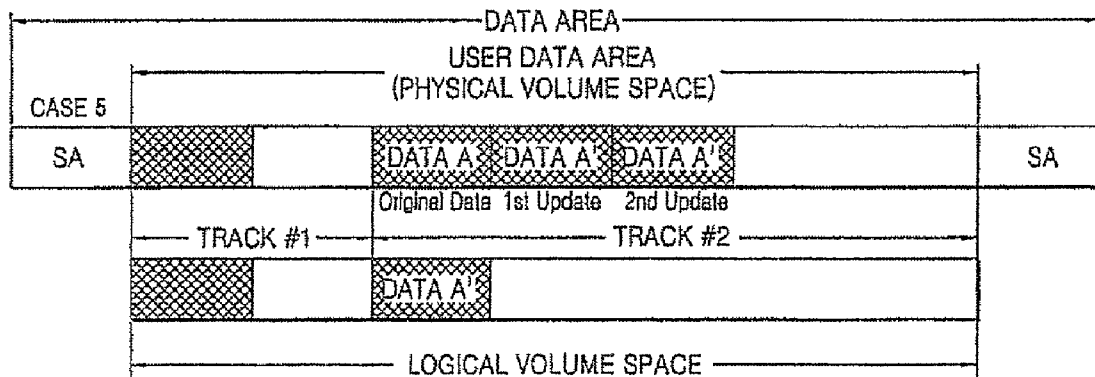 DATA AREA
USER DATA AREA
(PHYSICAL VOLUME SPACE)
CASE 5
SA DATA A DATA A' DATA A' SA
Original Data 1st Update 2nd Update
TRACK #1 TRACK #2
DATA A'
LOGICAL VOLUME SPACE